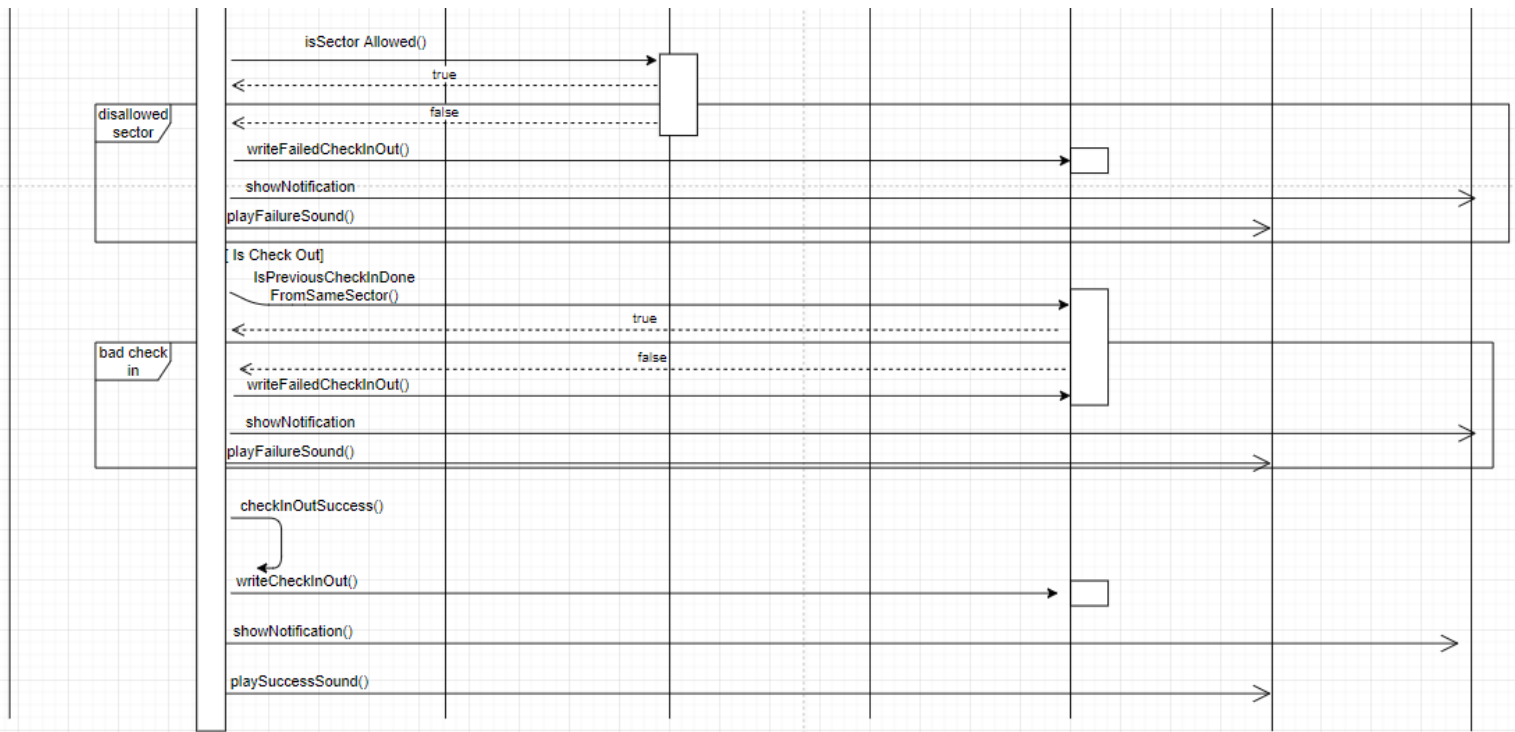 isSector Allowed()
true
disallowed
sector
false
writeFailedCheckInOut()
showNotification
playFailureSound()
[ Is Check Out]
IsPreviousCheckInDone
FromSameSector()
true
bad check
in
false
writeFailedCheckInOut()
showNotification
playFailureSound()
checkInOutSuccess()
writeCheckInOut()
showNotification()
playSuccessSound()